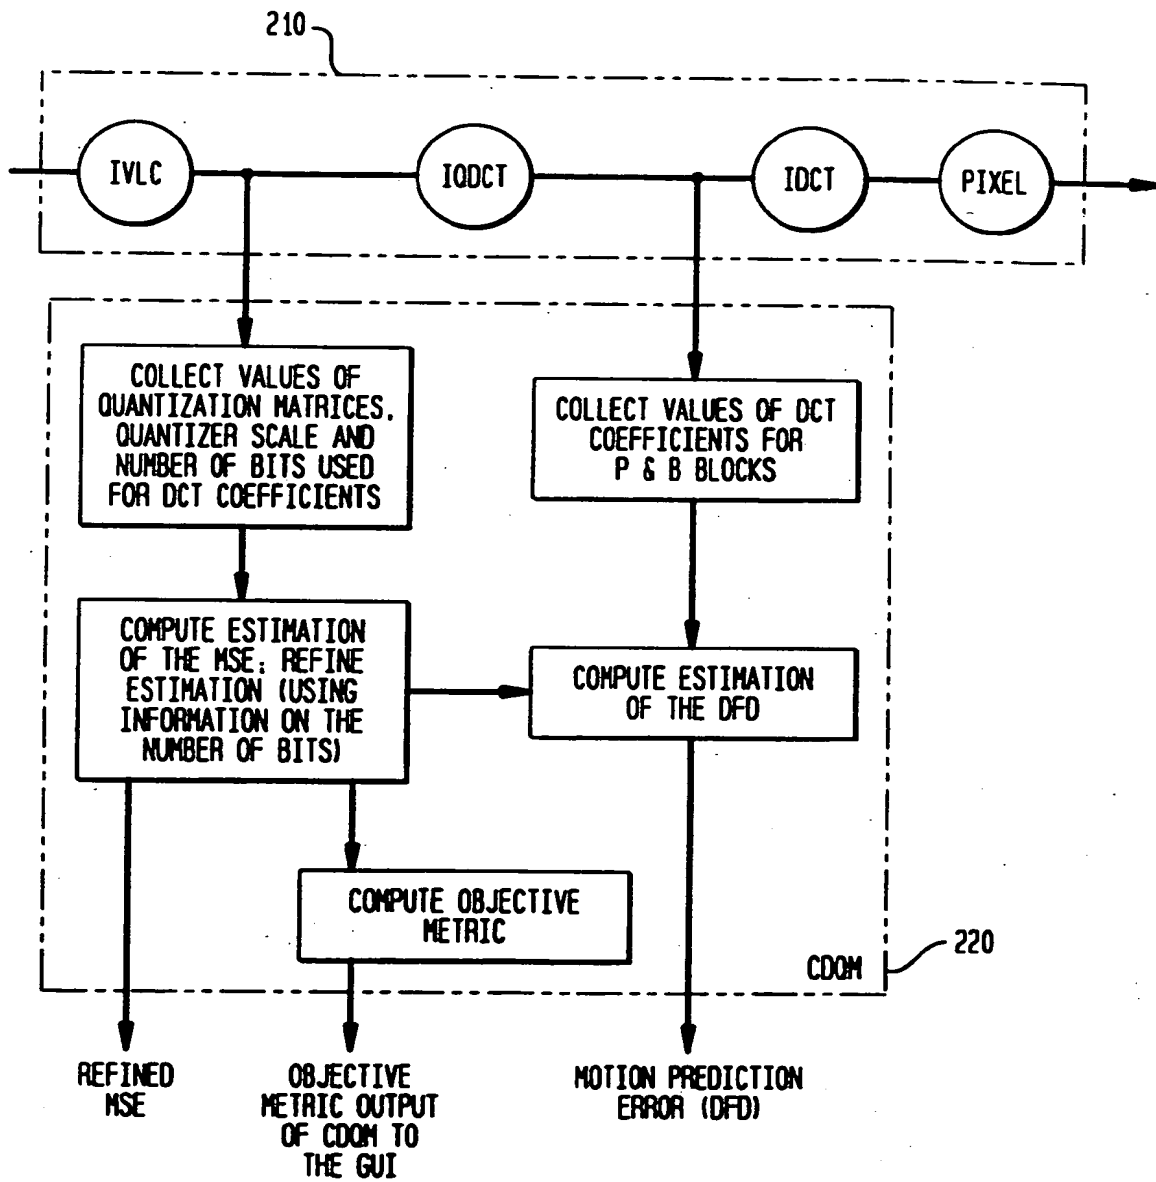 210
IVLC
IQDCT
IDCT
PIXEL
COLLECT VALUES OF
QUANTIZATION MATRICES,
QUANTIZER SCALE AND
NUMBER OF BITS USED
FOR DCT COEFFICIENTS
COLLECT VALUES OF DCT
COEFFICIENTS FOR
P & B BLOCKS
COMPUTE ESTIMATION
OF THE MSE; REFINE
ESTIMATION (USING
INFORMATION ON THE
NUMBER OF BITS)
COMPUTE ESTIMATION
OF THE DFD
COMPUTE OBJECTIVE
METRIC
CDQM
220
REFINED
MSE
OBJECTIVE
METRIC OUTPUT
OF CDQM TO
THE GUI
MOTION PREDICTION
ERROR (DFD)